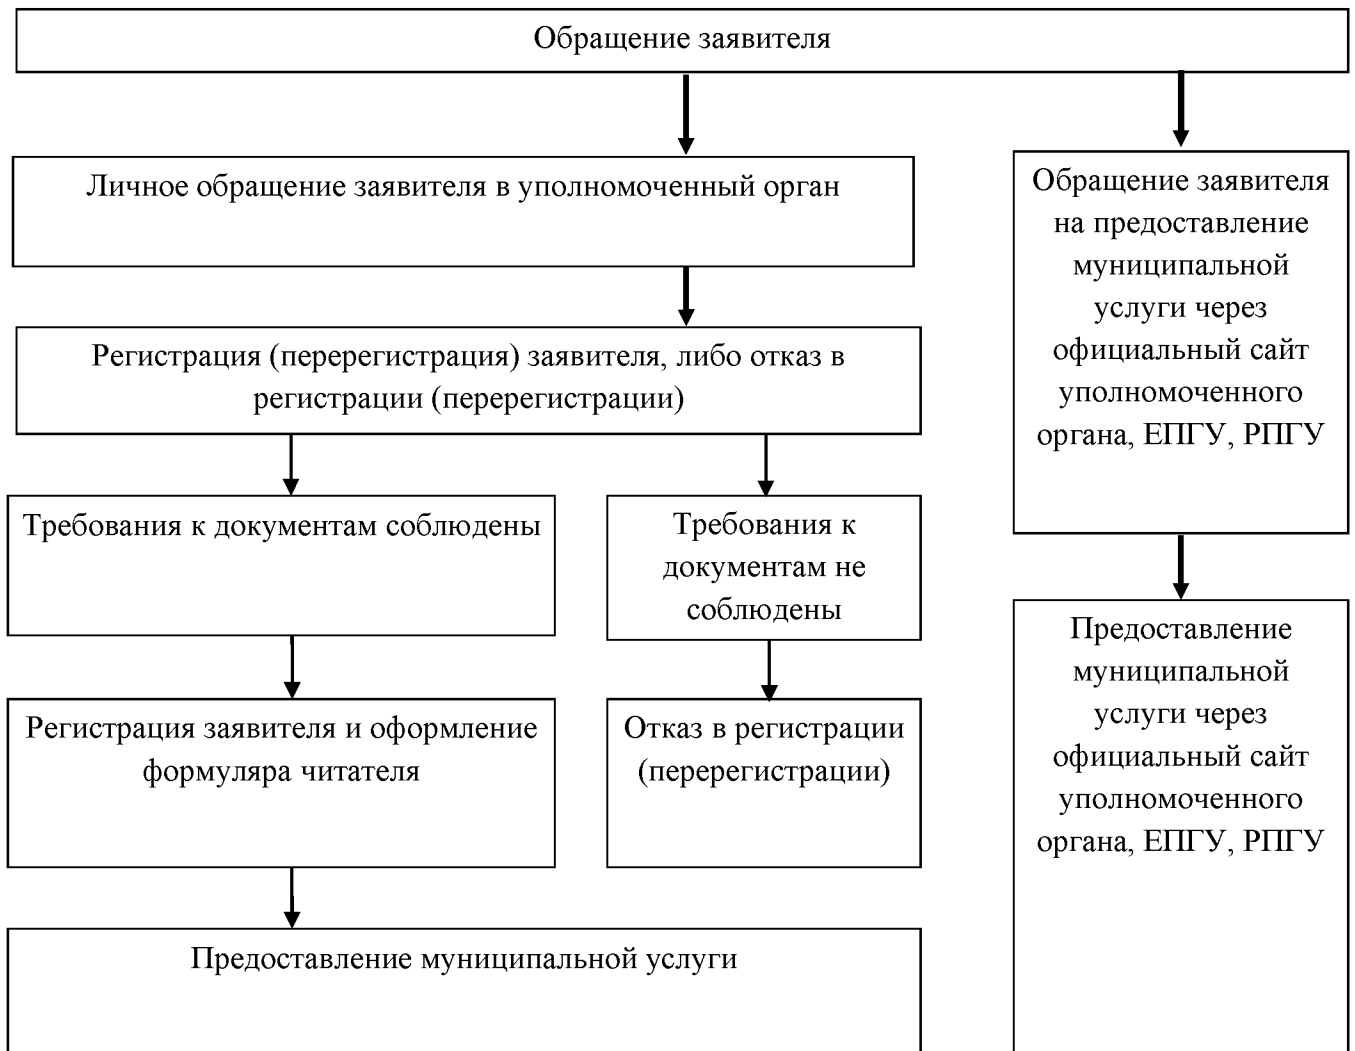 Обращение заявителя
Личное обращение заявителя в уполномоченный орган
Обращение заявителя
на предоставление
муниципальной
услуги через
официальный сайт
уполномоченного
органа, ЕПГУ, РПГУ
Регистрация (перерегистрация) заявителя, либо отказ в
регистрации (перерегистрации)
Требования к документам соблюдены
Требования к
документам не
соблюдены
Предоставление
муниципальной
услуги через
официальный сайт
уполномоченного
органа, ЕПГУ, РПГУ
Регистрация заявителя и оформление
формуляра читателя
Отказ в регистрации
(перерегистрации)
Предоставление муниципальной услуги